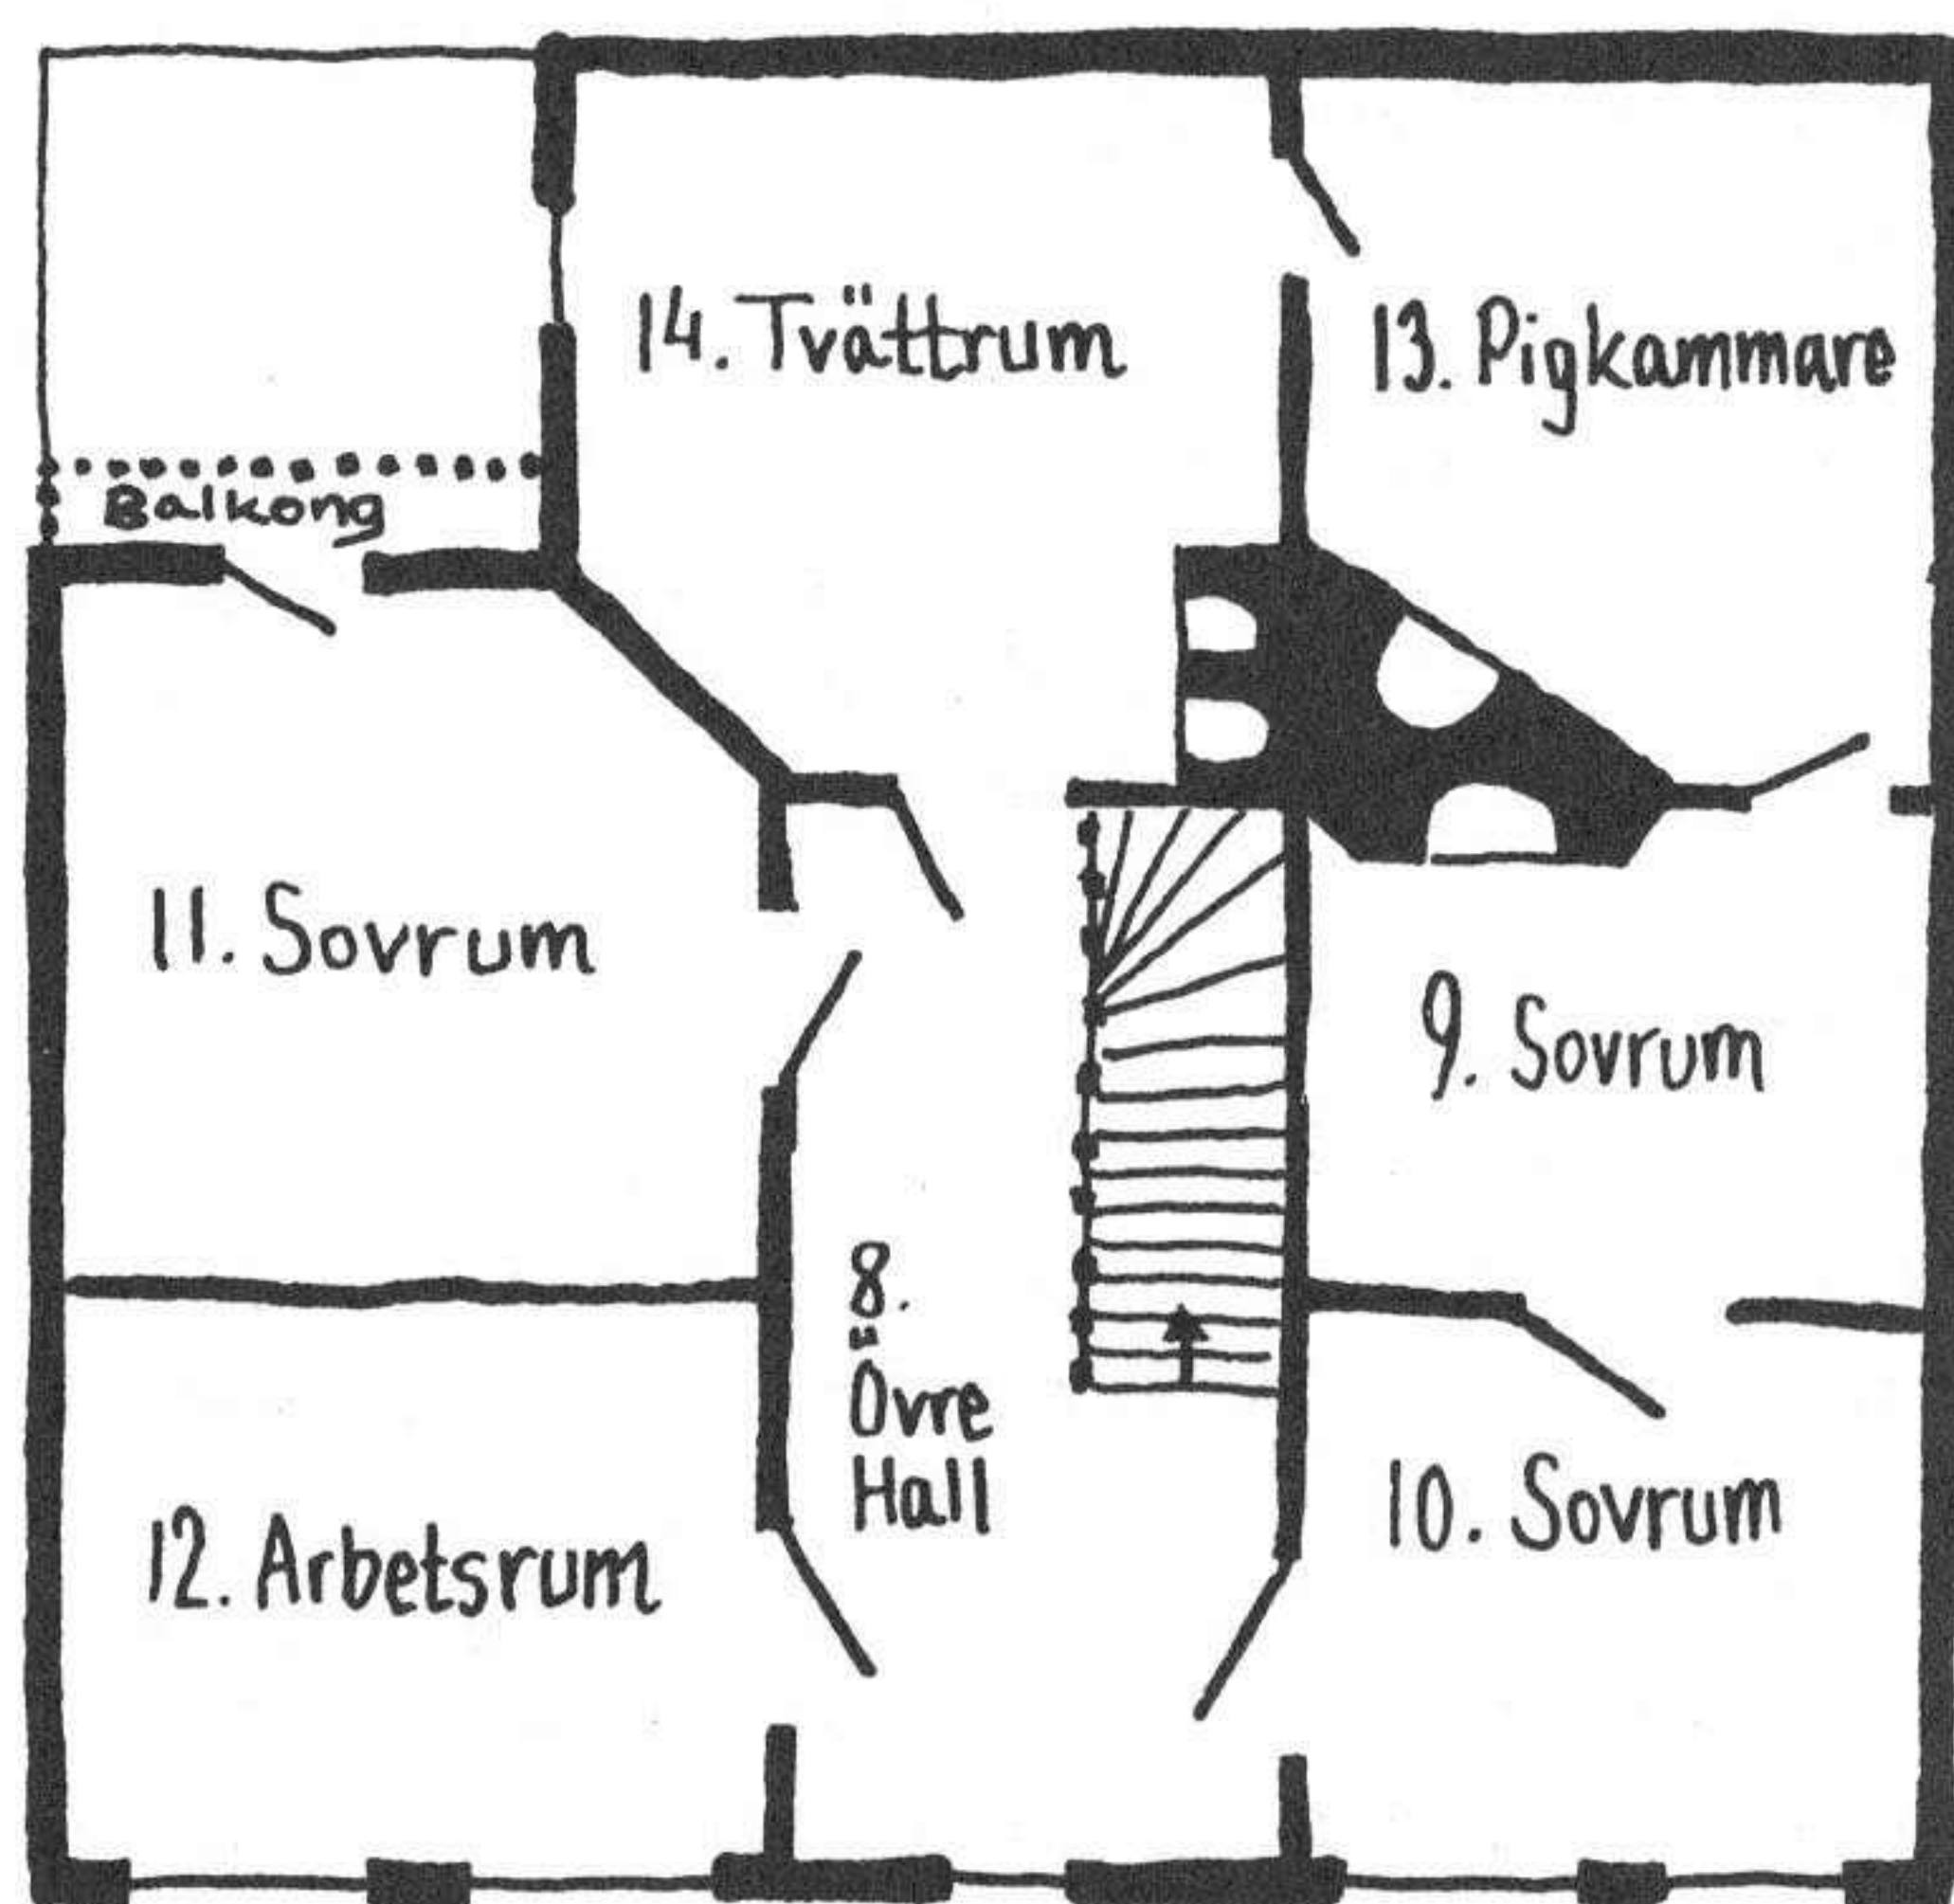 14. Tvättrum
13. Pigkammare
Balkong
11. Sovrum
9. Sovrum
8.
Övre
Hall
12. Arbetsrum
10. Sovrum